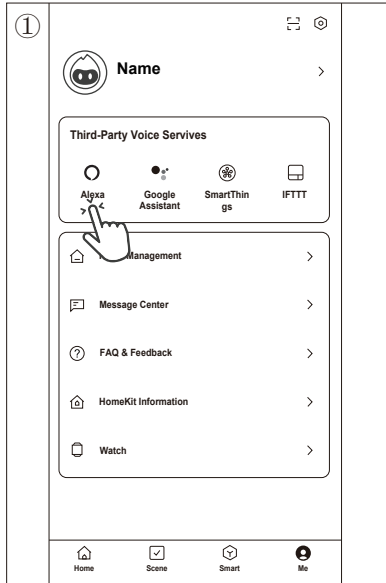 ①
Name
Third-Party Voice Servives
Alexa
Google Assistant
SmartThin
gs
IFTTT
Management
Message Center
FAQ & Feedback
HomeKit Information
Watch
Home
Scene
Smart
Me